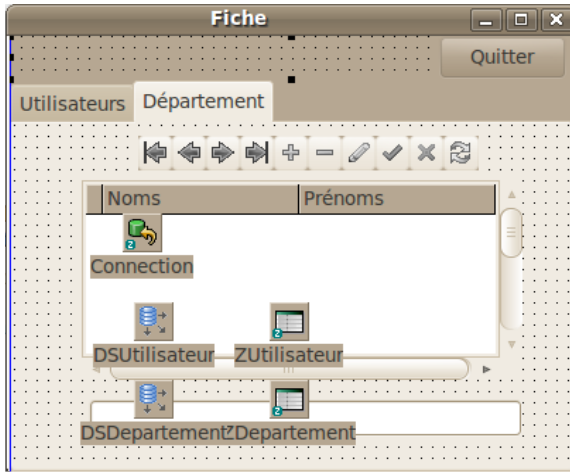 Fiche
Quitter
Utilisateurs Département
Noms Prénoms
Connection
DSUtilisateur ZUtilisateur
DSDepartement ZDepartement